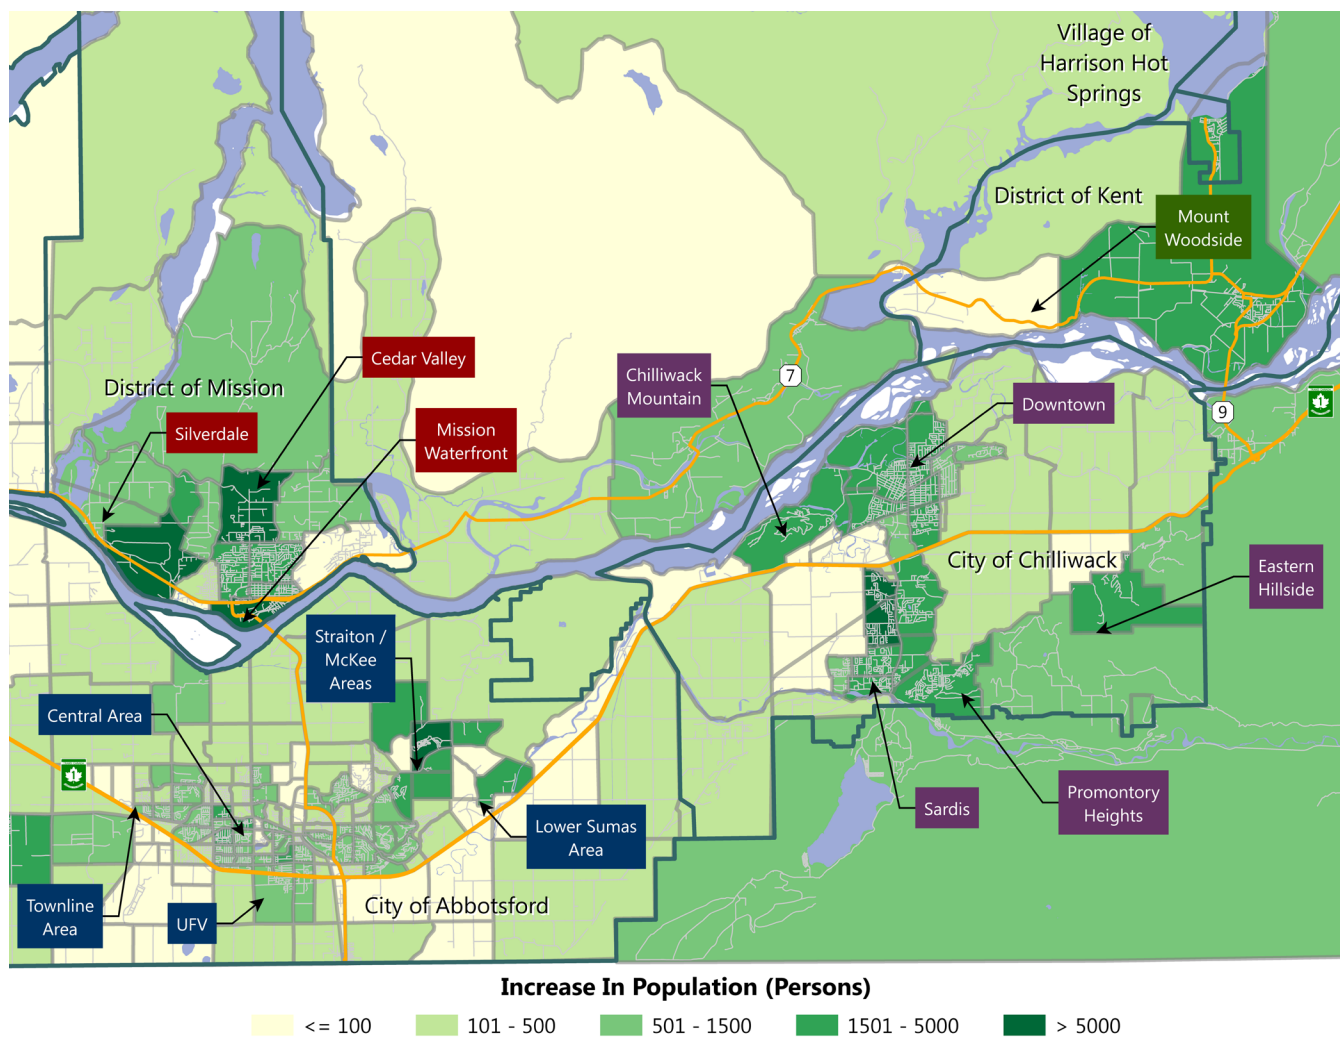 Village of
Harrison Hot
Springs
District of Kent
Mount
Woodside
Cedar Valley
District of Mission
Silverdale
Mission
Waterfront
Chilliwack
Mountain
7
Downtown
9
1
City of Chilliwack
Eastern
Hillside
Straiton /
McKee
Areas
Central Area
1
Sardis
Promontory
Heights
Lower Sumas
Area
Townline
Area
UFV
City of Abbotsford
Increase In Population (Persons)
<= 100
101 - 500
501 - 1500
1501 - 5000
> 5000